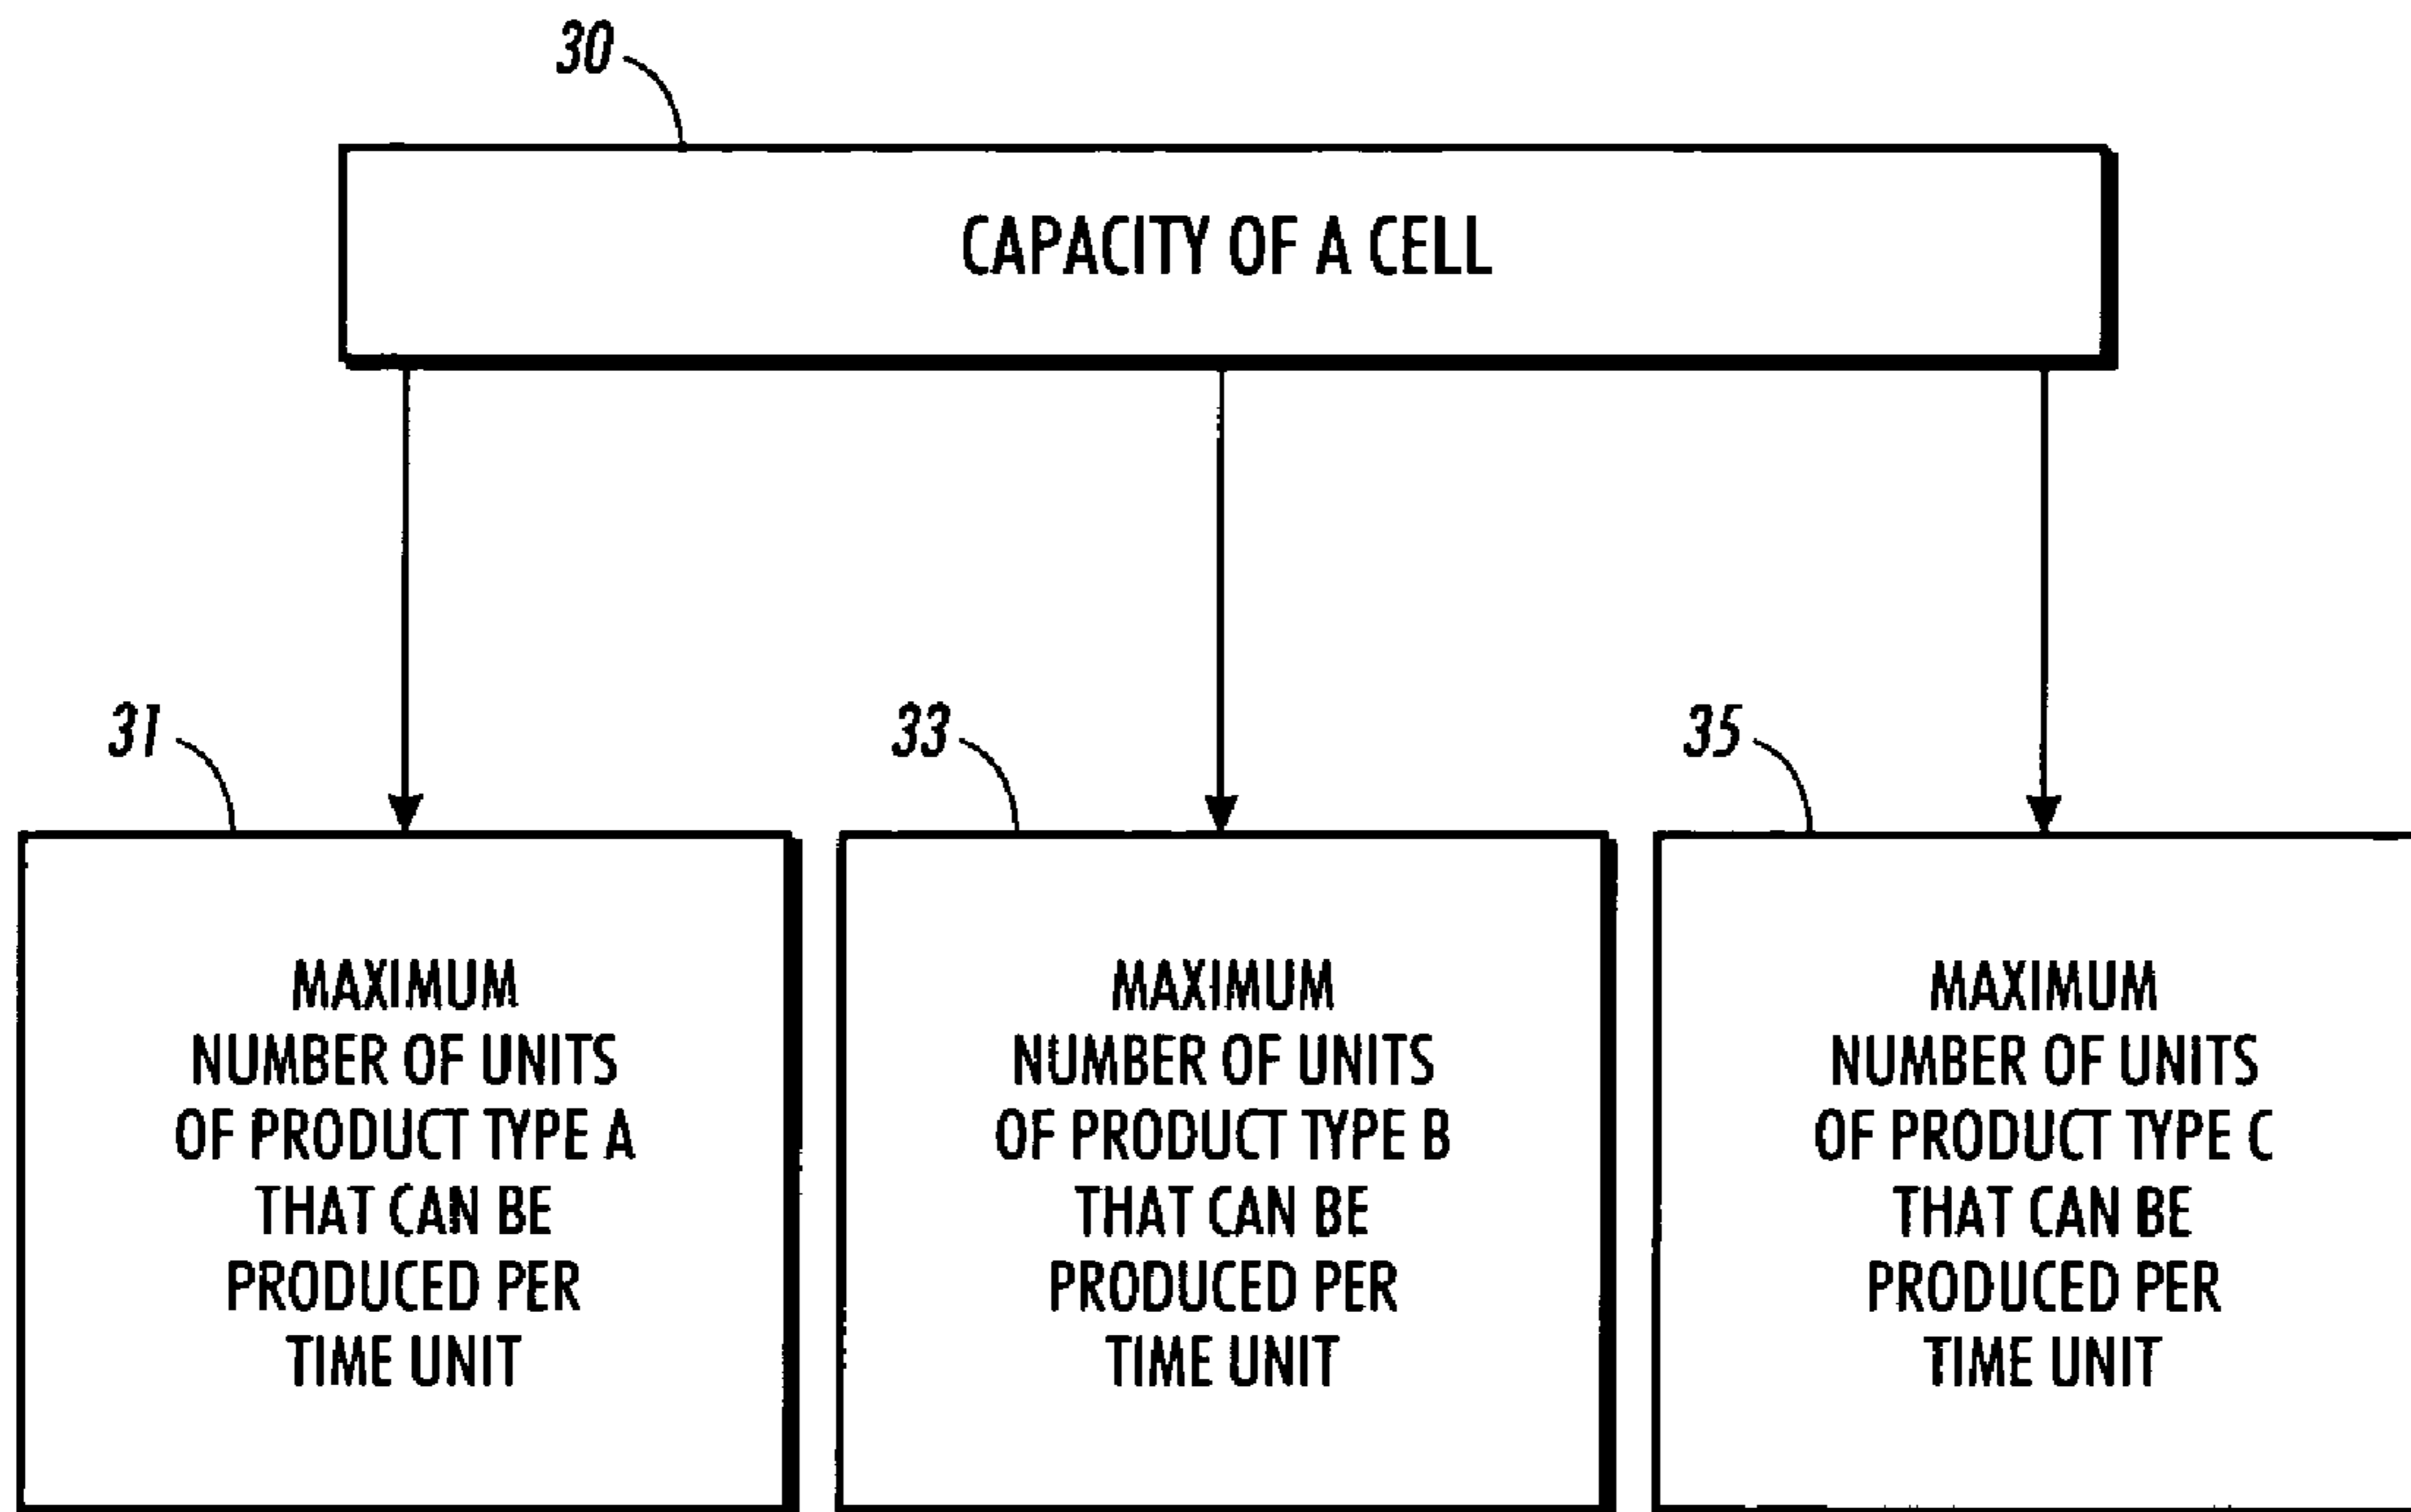 30
CAPACITY OF A CELL
31
MAXIMUM
NUMBER OF UNITS
OF PRODUCT TYPE A
THAT CAN BE
PRODUCED PER
TIME UNIT
33
MAXIMUM
NUMBER OF UNITS
OF PRODUCT TYPE B
THAT CAN BE
PRODUCED PER
TIME UNIT
35
MAXIMUM
NUMBER OF UNITS
OF PRODUCT TYPE C
THAT CAN BE
PRODUCED PER
TIME UNIT